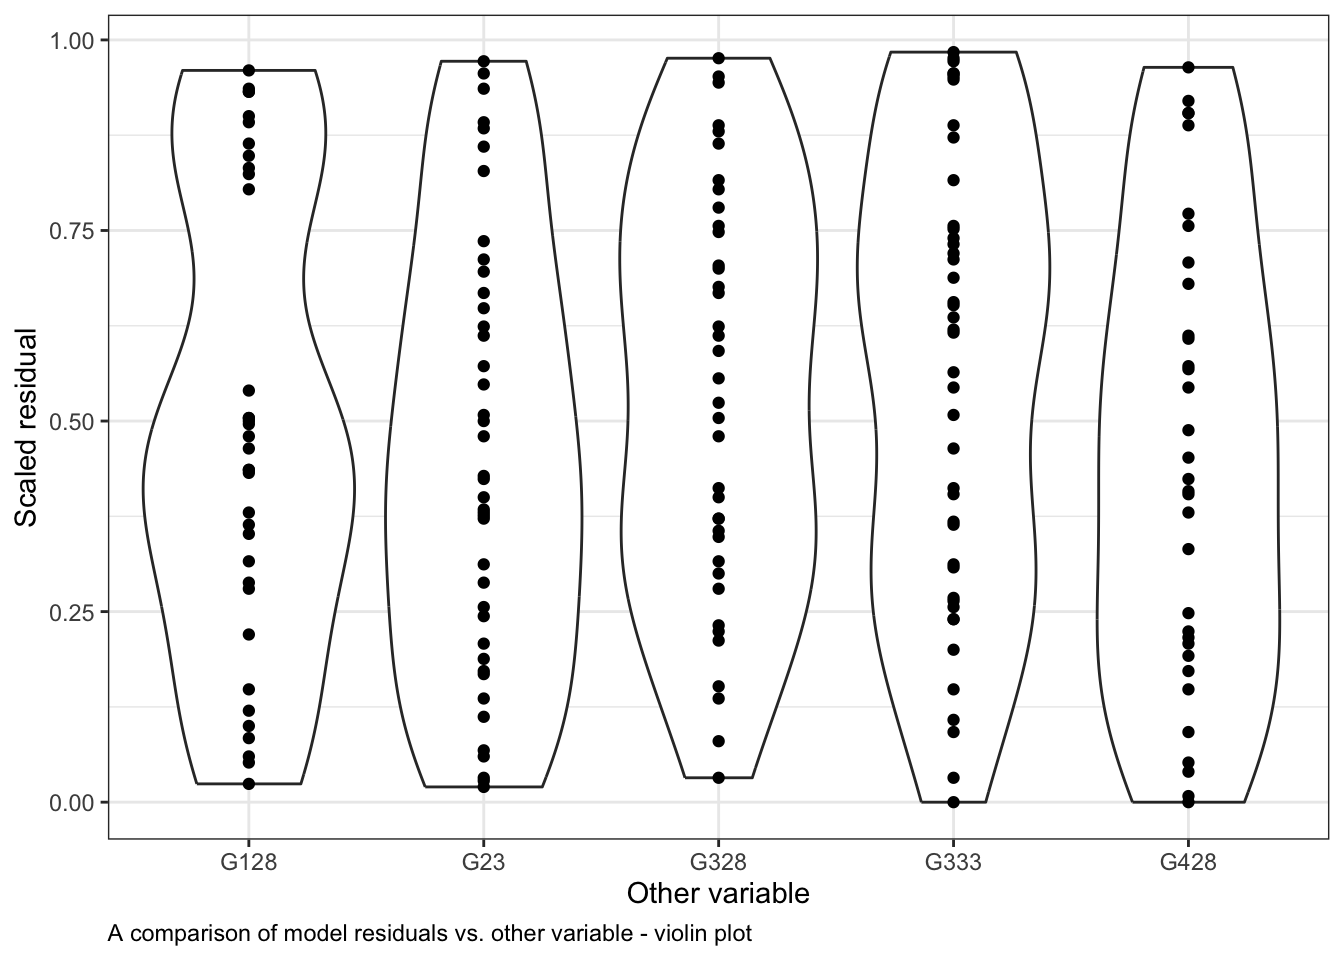 Scaled residual
1.00
0.75
0.50
0.25
0.00
G128 G23 G328 G333 G428
Other variable
A comparison of model residuals vs. other variable - violin plot